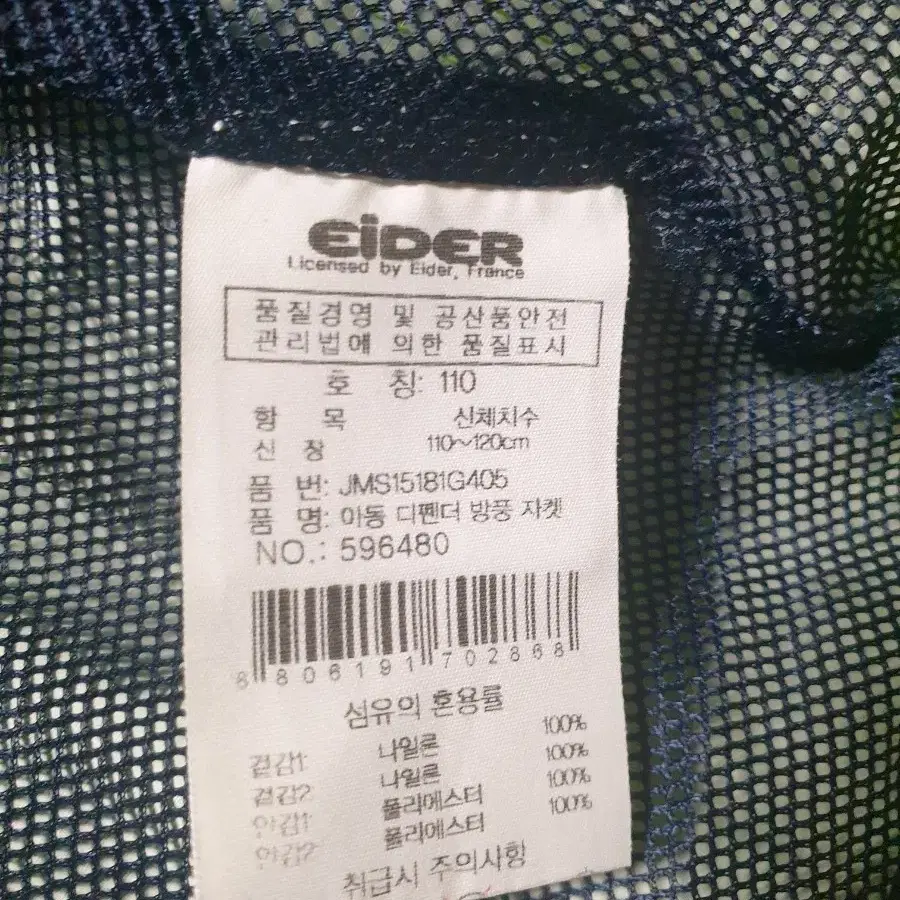 EiDER
Licensed by Eider, France
품질경영 및 공산품안전
관리법에 의한 품질표시
호 칭: 110
항 목 신체치수
신 장 110~120cm
품 번: JMS15181G405
품 명: 아동 디펜더 방풍 자켓
NO.: 596480
8 806191 702868
섬유의 혼용률
겉감1 나일론 100%
겉감2 나일론 100%
안감1 폴리에스터 100%
안감2 폴리에스터 100%
취급시 주의사항